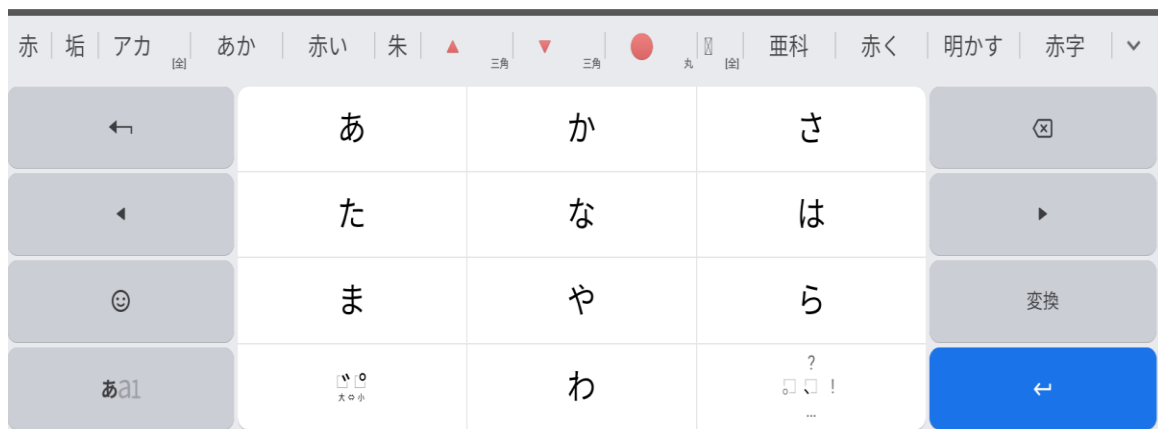 赤 垢 アカ [全] あか 赤い 朱 ▲ 三角 ▼ 三角 ● 丸 [全] 亜科 赤く 明かす 赤字
あ か さ
た な は
ま や ら 変換
あa1 大⇔小 わ 。、?!…